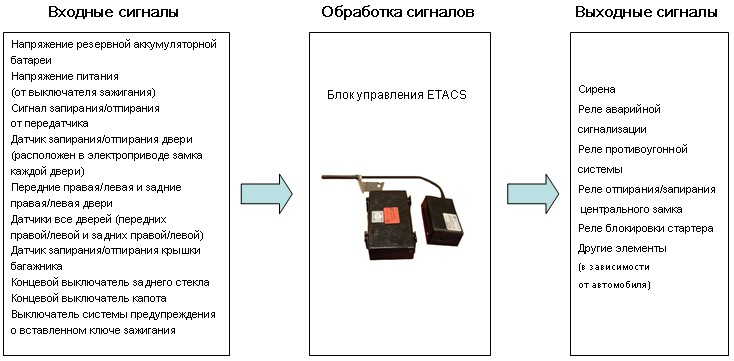 Входные сигналы
Напряжение резервной аккумуляторной
батареи
Напряжение питания
(от выключателя зажигания)
Сигнал запирания/отпирания
от передатчика
Датчик запирания/отпирания двери
(расположен в электроприводе замка
каждой двери)
Передние правая/левая и задние
правая/левая двери
Датчики все дверей (передних
правой/левой и задних правой/левой)
Датчик запирания/отпирания крышки
багажника
Концевой выключатель заднего стекла
Концевой выключатель капота
Выключатель системы предупреждения
о вставленном ключе зажигания
Обработка сигналов
Блок управления ETACS
Выходные сигналы
Сирена
Реле аварийной
сигнализации
Реле противоугонной
системы
Реле отпирания/запирания
центрального замка
Реле блокировки стартера
Другие элементы
(в зависимости
от автомобиля)